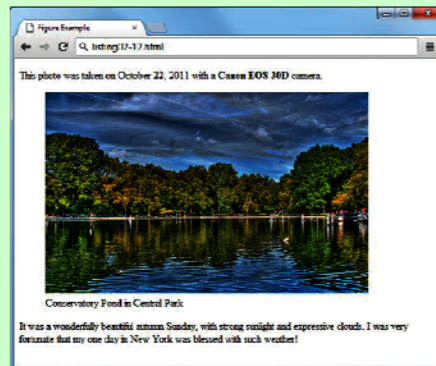 Figure Example
listing02-12.html
This photo was taken on October 22, 2011 with a Canon EOS 30D camera.
Conservatory Pond in Central Park
It was a wonderfully beautiful autumn Sunday, with strong sunlight and expressive clouds. I was very
fortunate that my one day in New York was blessed with such weather!